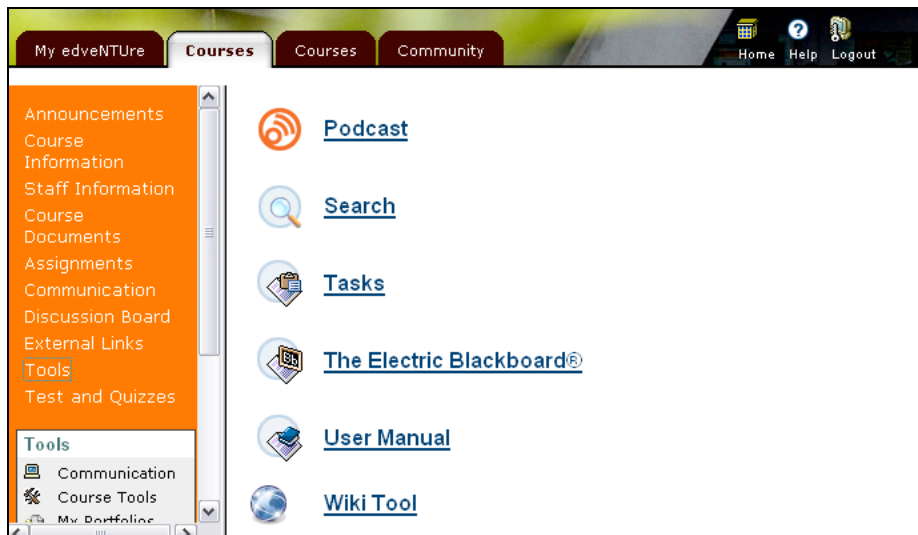 My edveNTUre Courses Courses Community
Home Help Logout
Announcements
Course
Information
Staff Information
Course
Documents
Assignments
Communication
Discussion Board
External Links
Tools
Test and Quizzes
Tools
Communication
Course Tools
My Portfolios
Podcast
Search
Tasks
The Electric Blackboard®
User Manual
Wiki Tool